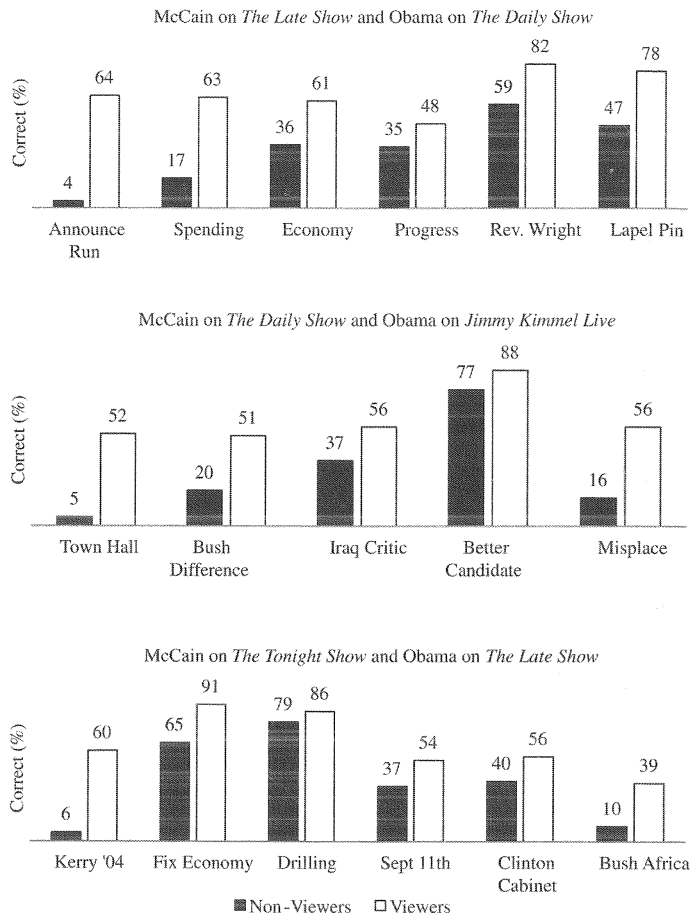 McCain on The Late Show and Obama on The Daily Show
Correct (%)
4 64 17 63 36 61 35 48 59 82 47 78
Announce Run Spending Economy Progress Rev. Wright Lapel Pin
McCain on The Daily Show and Obama on Jimmy Kimmel Live
Correct (%)
5 52 20 51 37 56 77 88 16 56
Town Hall Bush Difference Iraq Critic Better Candidate Misplace
McCain on The Tonight Show and Obama on The Late Show
Correct (%)
6 60 65 91 79 86 37 54 40 56 10 39
Kerry '04 Fix Economy Drilling Sept 11th Clinton Cabinet Bush Africa
Non-Viewers Viewers